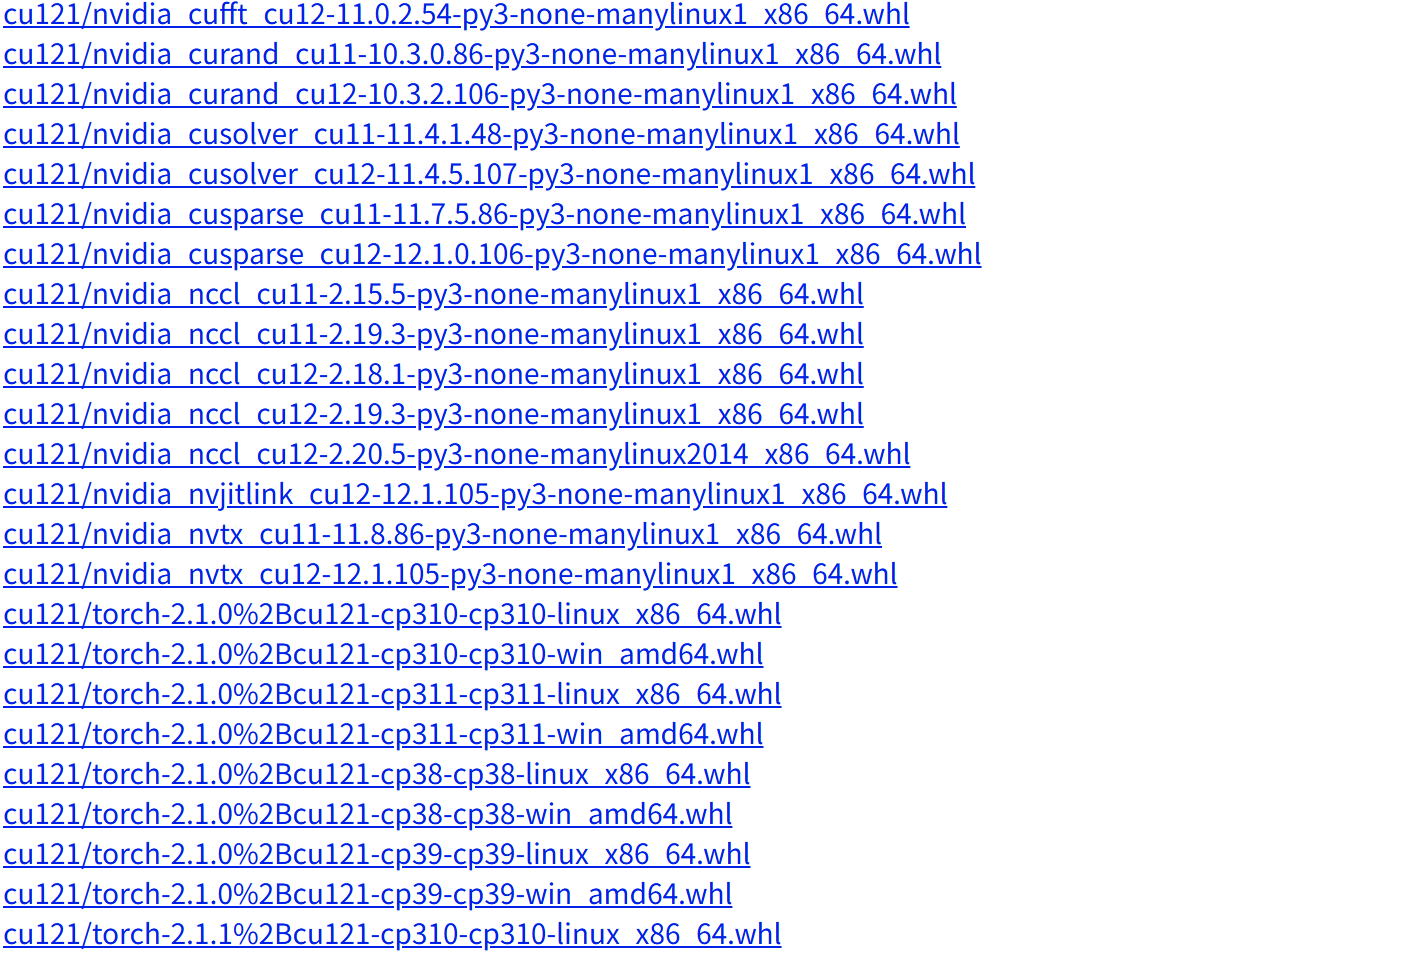 cu121/nvidia_cufft_cu12-11.0.2.54-py3-none-manylinux1_x86_64.whl
cu121/nvidia_curand_cu11-10.3.0.86-py3-none-manylinux1_x86_64.whl
cu121/nvidia_curand_cu12-10.3.2.106-py3-none-manylinux1_x86_64.whl
cu121/nvidia_cusolver_cu11-11.4.1.48-py3-none-manylinux1_x86_64.whl
cu121/nvidia_cusolver_cu12-11.4.5.107-py3-none-manylinux1_x86_64.whl
cu121/nvidia_cusparse_cu11-11.7.5.86-py3-none-manylinux1_x86_64.whl
cu121/nvidia_cusparse_cu12-12.1.0.106-py3-none-manylinux1_x86_64.whl
cu121/nvidia_nccl_cu11-2.15.5-py3-none-manylinux1_x86_64.whl
cu121/nvidia_nccl_cu11-2.19.3-py3-none-manylinux1_x86_64.whl
cu121/nvidia_nccl_cu12-2.18.1-py3-none-manylinux1_x86_64.whl
cu121/nvidia_nccl_cu12-2.19.3-py3-none-manylinux1_x86_64.whl
cu121/nvidia_nccl_cu12-2.20.5-py3-none-manylinux2014_x86_64.whl
cu121/nvidia_nvjitlink_cu12-12.1.105-py3-none-manylinux1_x86_64.whl
cu121/nvidia_nvtx_cu11-11.8.86-py3-none-manylinux1_x86_64.whl
cu121/nvidia_nvtx_cu12-12.1.105-py3-none-manylinux1_x86_64.whl
cu121/torch-2.1.0%2Bcu121-cp310-cp310-linux_x86_64.whl
cu121/torch-2.1.0%2Bcu121-cp310-cp310-win_amd64.whl
cu121/torch-2.1.0%2Bcu121-cp311-cp311-linux_x86_64.whl
cu121/torch-2.1.0%2Bcu121-cp311-cp311-win_amd64.whl
cu121/torch-2.1.0%2Bcu121-cp38-cp38-linux_x86_64.whl
cu121/torch-2.1.0%2Bcu121-cp38-cp38-win_amd64.whl
cu121/torch-2.1.0%2Bcu121-cp39-cp39-linux_x86_64.whl
cu121/torch-2.1.0%2Bcu121-cp39-cp39-win_amd64.whl
cu121/torch-2.1.1%2Bcu121-cp310-cp310-linux_x86_64.whl